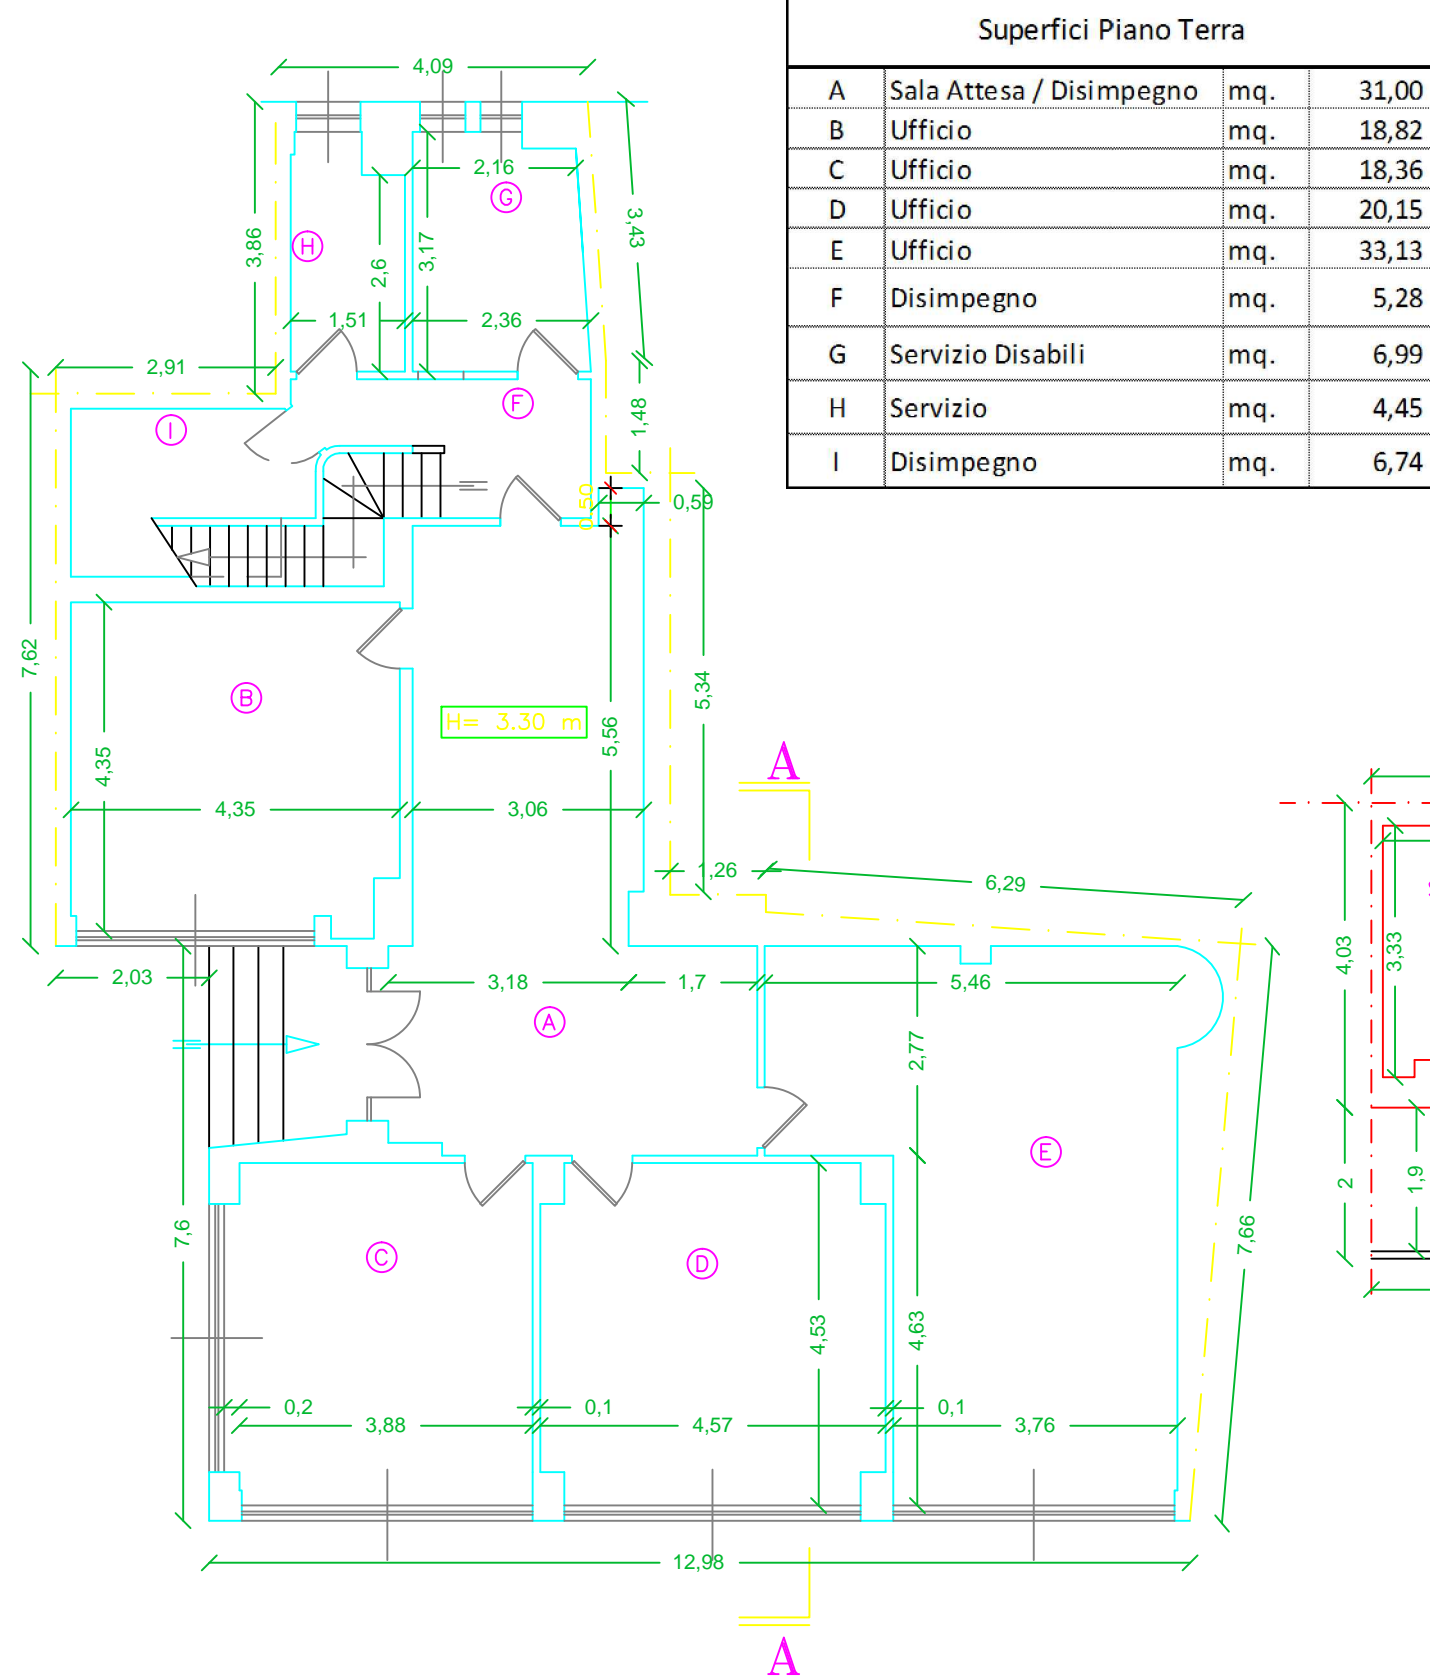 Superfici Piano Terra
A Sala Attesa / Disimpegno mq. 31,00
B Ufficio mq. 18,82
C Ufficio mq. 18,36
D Ufficio mq. 20,15
E Ufficio mq. 33,13
F Disimpegno mq. 5,28
G Servizio Disabili mq. 6,99
H Servizio mq. 4,45
I Disimpegno mq. 6,74
4,09
2,16
G
3,43
3,86
H
2,6
3,17
1,51
2,36
2,91
F
1,48
I
0,50
0,59
7,62
5,34
B
H= 3.30 m
5,56
4,35
A
4,35
3,06
1,26
6,29
4,03
3,33
2,03
3,18
1,7
5,46
A
2,77
E
2
1,9
7,6
7,66
C
D
4,53
4,63
0,2
0,1
0,1
3,88
4,57
3,76
12,98
A